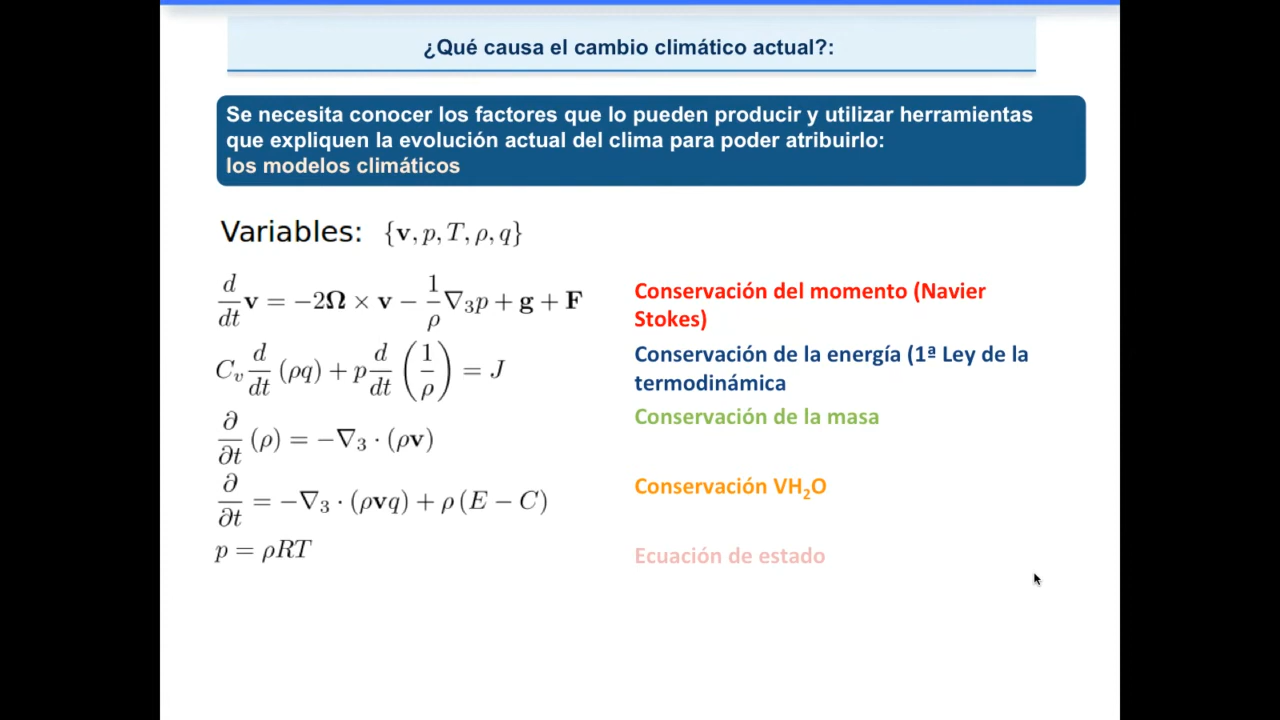 ¿Qué causa el cambio climático actual?:
Se necesita conocer los factores que lo pueden producir y utilizar herramientas
que expliquen la evolución actual del clima para poder atribuirlo:
los modelos climáticos
Variables: {v, p, T, ρ, q}
d/dt v = −2Ω × v − 1/ρ ∇₃p + g + F
Conservación del momento (Navier
Stokes)
Cᵥ d/dt (ρq) + p d/dt (1/ρ) = J
Conservación de la energía (1ª Ley de la
termodinámica
∂/∂t (ρ) = −∇₃ · (ρv)
Conservación de la masa
∂/∂t = −∇₃ · (ρvq) + ρ (E − C)
Conservación VH₂O
p = ρRT
Ecuación de estado